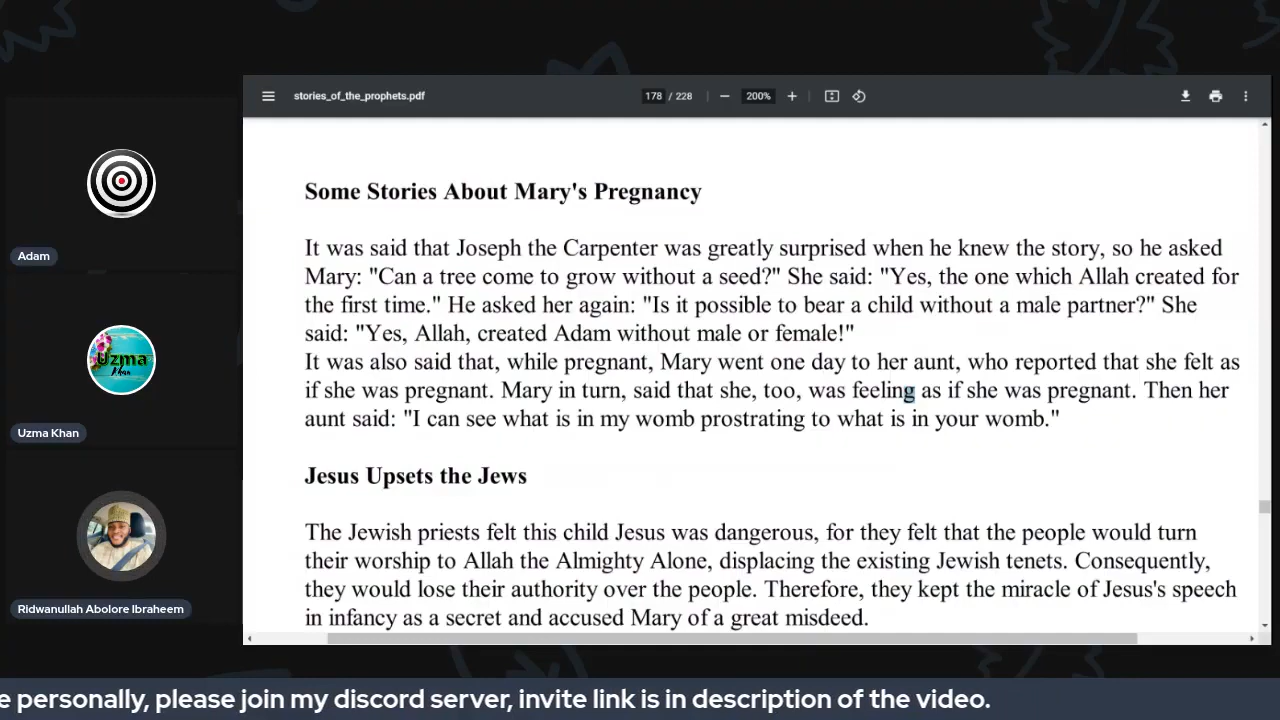 stories_of_the_prophets.pdf
178 / 228
200%
Adam
Uzma Khan
Uzma Khan
Ridwanullah Abolore Ibraheem
Some Stories About Mary's Pregnancy
It was said that Joseph the Carpenter was greatly surprised when he knew the story, so he asked
Mary: "Can a tree come to grow without a seed?" She said: "Yes, the one which Allah created for
the first time." He asked her again: "Is it possible to bear a child without a male partner?" She
said: "Yes, Allah, created Adam without male or female!"
It was also said that, while pregnant, Mary went one day to her aunt, who reported that she felt as
if she was pregnant. Mary in turn, said that she, too, was feeling as if she was pregnant. Then her
aunt said: "I can see what is in my womb prostrating to what is in your womb."
Jesus Upsets the Jews
The Jewish priests felt this child Jesus was dangerous, for they felt that the people would turn
their worship to Allah the Almighty Alone, displacing the existing Jewish tenets. Consequently,
they would lose their authority over the people. Therefore, they kept the miracle of Jesus's speech
in infancy as a secret and accused Mary of a great misdeed.
e personally, please join my discord server, invite link is in description of the video.